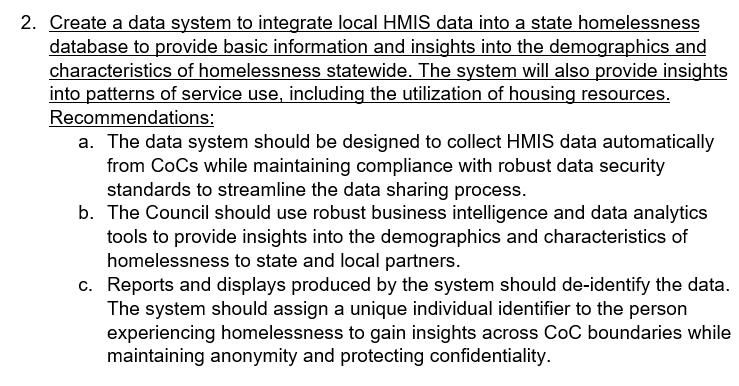 2. Create a data system to integrate local HMIS data into a state homelessness
database to provide basic information and insights into the demographics and
characteristics of homelessness statewide. The system will also provide insights
into patterns of service use, including the utilization of housing resources.
Recommendations:
a. The data system should be designed to collect HMIS data automatically
from CoCs while maintaining compliance with robust data security
standards to streamline the data sharing process.
b. The Council should use robust business intelligence and data analytics
tools to provide insights into the demographics and characteristics of
homelessness to state and local partners.
c. Reports and displays produced by the system should de-identify the data.
The system should assign a unique individual identifier to the person
experiencing homelessness to gain insights across CoC boundaries while
maintaining anonymity and protecting confidentiality.